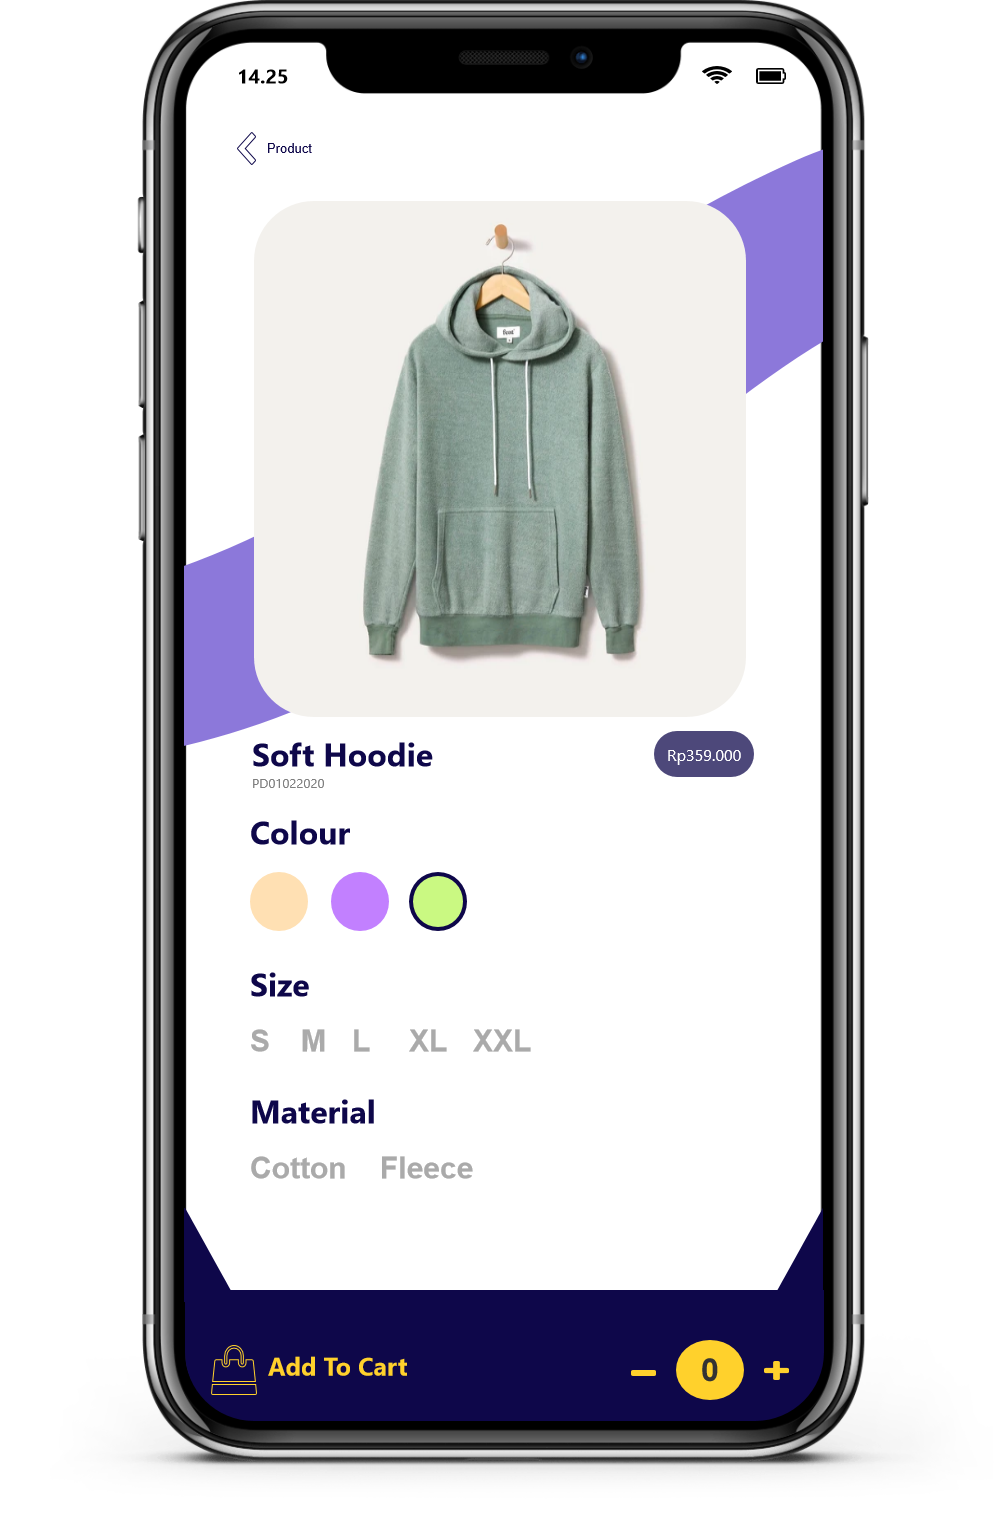 14.25
Product
Soft Hoodie
Rp359.000
PD01022020
Colour
Size
S M L XL XXL
Material
Cotton Fleece
Add To Cart
0